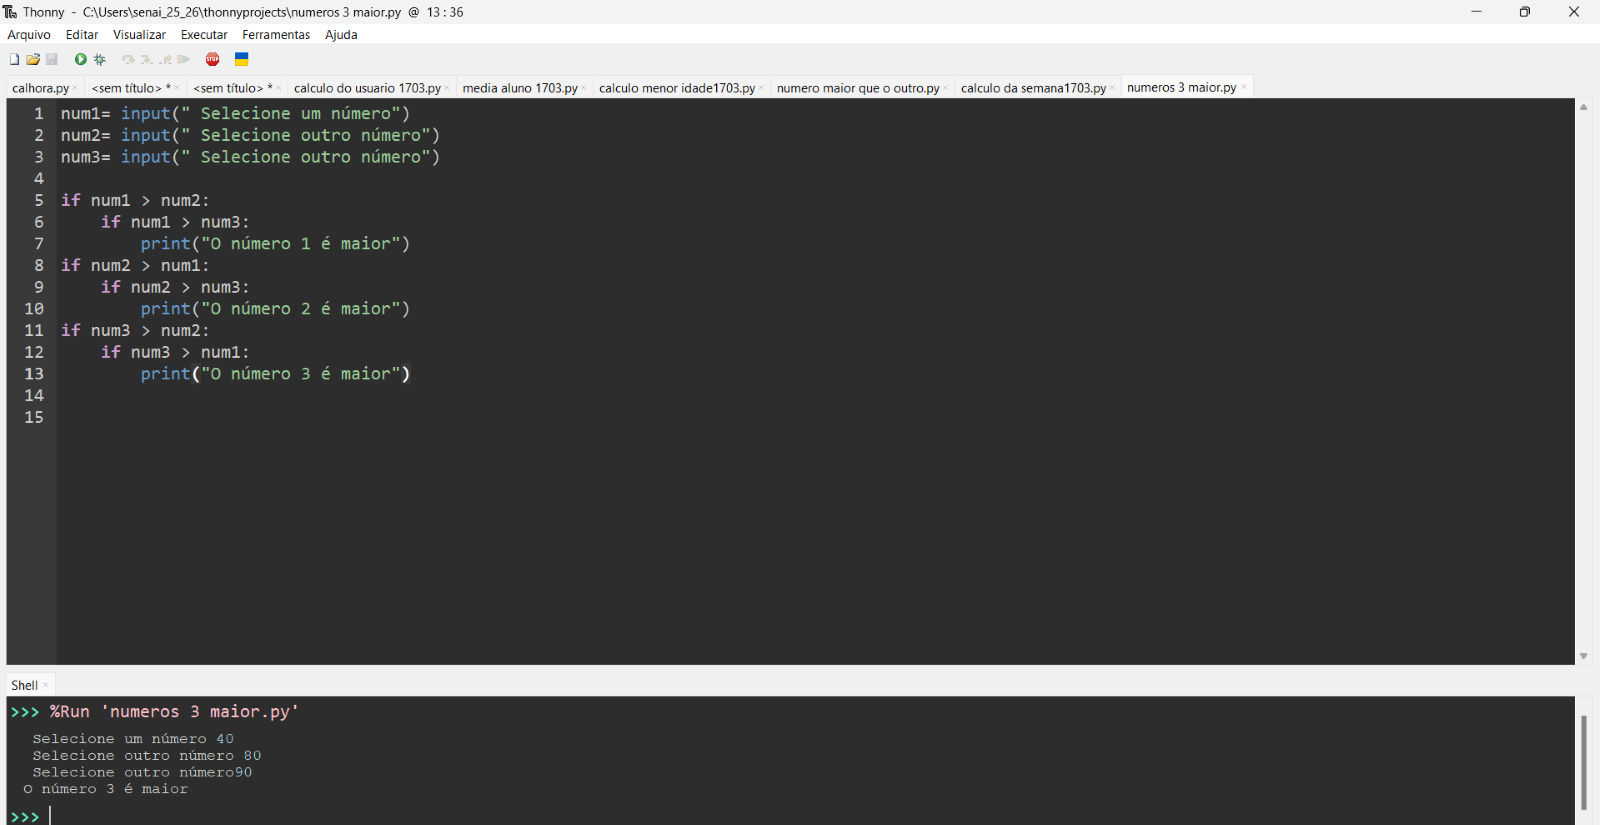 Thonny - C:\Users\senai_25_26\thonnyprojects\numeros 3 maior.py @ 13 : 36
Arquivo Editar Visualizar Executar Ferramentas Ajuda
STOP
calhora.py × <sem título> * × <sem título> * × calculo do usuario 1703.py × media aluno 1703.py × calculo menor idade1703.py × numero maior que o outro.py × calculo da semana1703.py × numeros 3 maior.py ×
1 num1= input(" Selecione um número")
2 num2= input(" Selecione outro número")
3 num3= input(" Selecione outro número")
4
5 if num1 > num2:
6     if num1 > num3:
7         print("O número 1 é maior")
8 if num2 > num1:
9     if num2 > num3:
10         print("O número 2 é maior")
11 if num3 > num2:
12     if num3 > num1:
13         print("O número 3 é maior")
14
15
Shell ×
>>> %Run 'numeros 3 maior.py'
Selecione um número 40
Selecione outro número 80
Selecione outro número90
O número 3 é maior
>>>